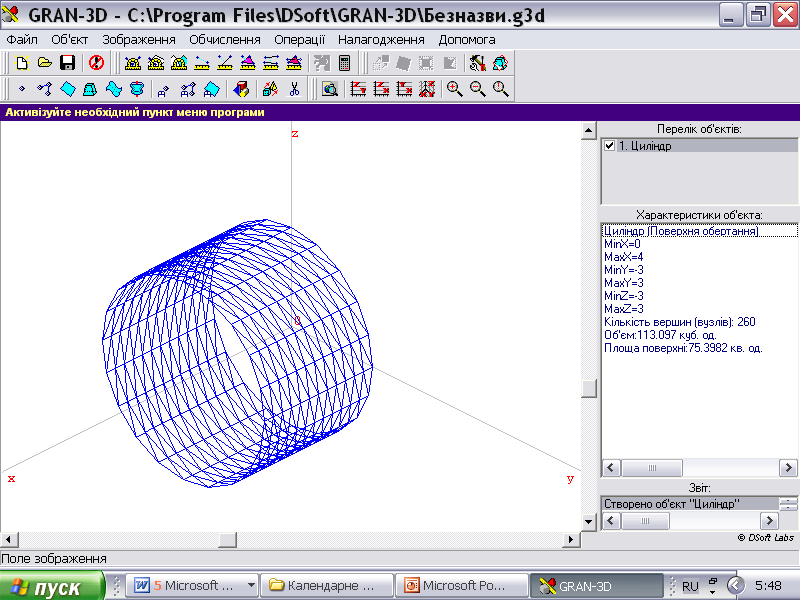 GRAN-3D - C:\Program Files\DSoft\GRAN-3D\Безназви.g3d
Файл Об'єкт Зображення Обчислення Операції Налагодження Допомога
Активізуйте необхідний пункт меню програми
z
0
x
y
Перелік об'єктів:
1. Циліндр
Характеристики об'єкта:
Циліндр (Поверхня обертання)
MinX=0
MaxX=4
MinY=-3
MaxY=3
MinZ=-3
MaxZ=3
Кількість вершин (вузлів): 260
Об'єм:113.097 куб. од.
Площа поверхні:75.3982 кв. од.
Звіт:
Створено об'єкт "Циліндр"
© DSoft Labs
Поле зображення
пуск 5 Microsoft ... Календарне ... Microsoft Po... GRAN-3D RU 5:48